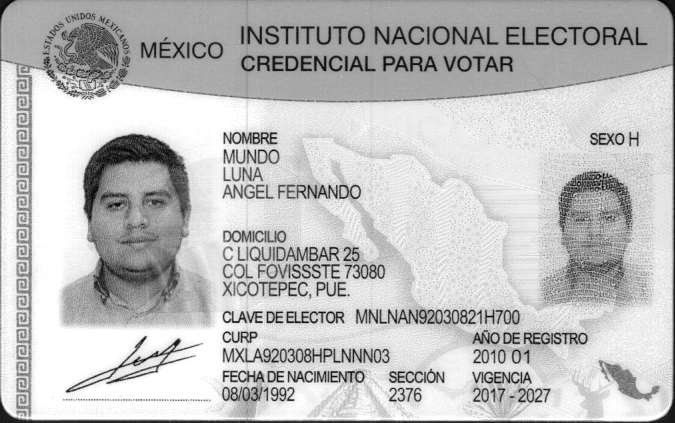 ESTADOS UNIDOS MEXICANOS
MÉXICO INSTITUTO NACIONAL ELECTORAL
CREDENCIAL PARA VOTAR
NOMBRE
SEXO H
MUNDO
LUNA
ANGEL FERNANDO
DOMICILIO
C LIQUIDAMBAR 25
COL FOVISSSTE 73080
XICOTEPEC, PUE.
CLAVE DE ELECTOR MNLNAN92030821H700
CURP AÑO DE REGISTRO
MXLA920308HPLNNN03 2010 01
FECHA DE NACIMIENTO SECCIÓN VIGENCIA
08/03/1992 2376 2017 - 2027